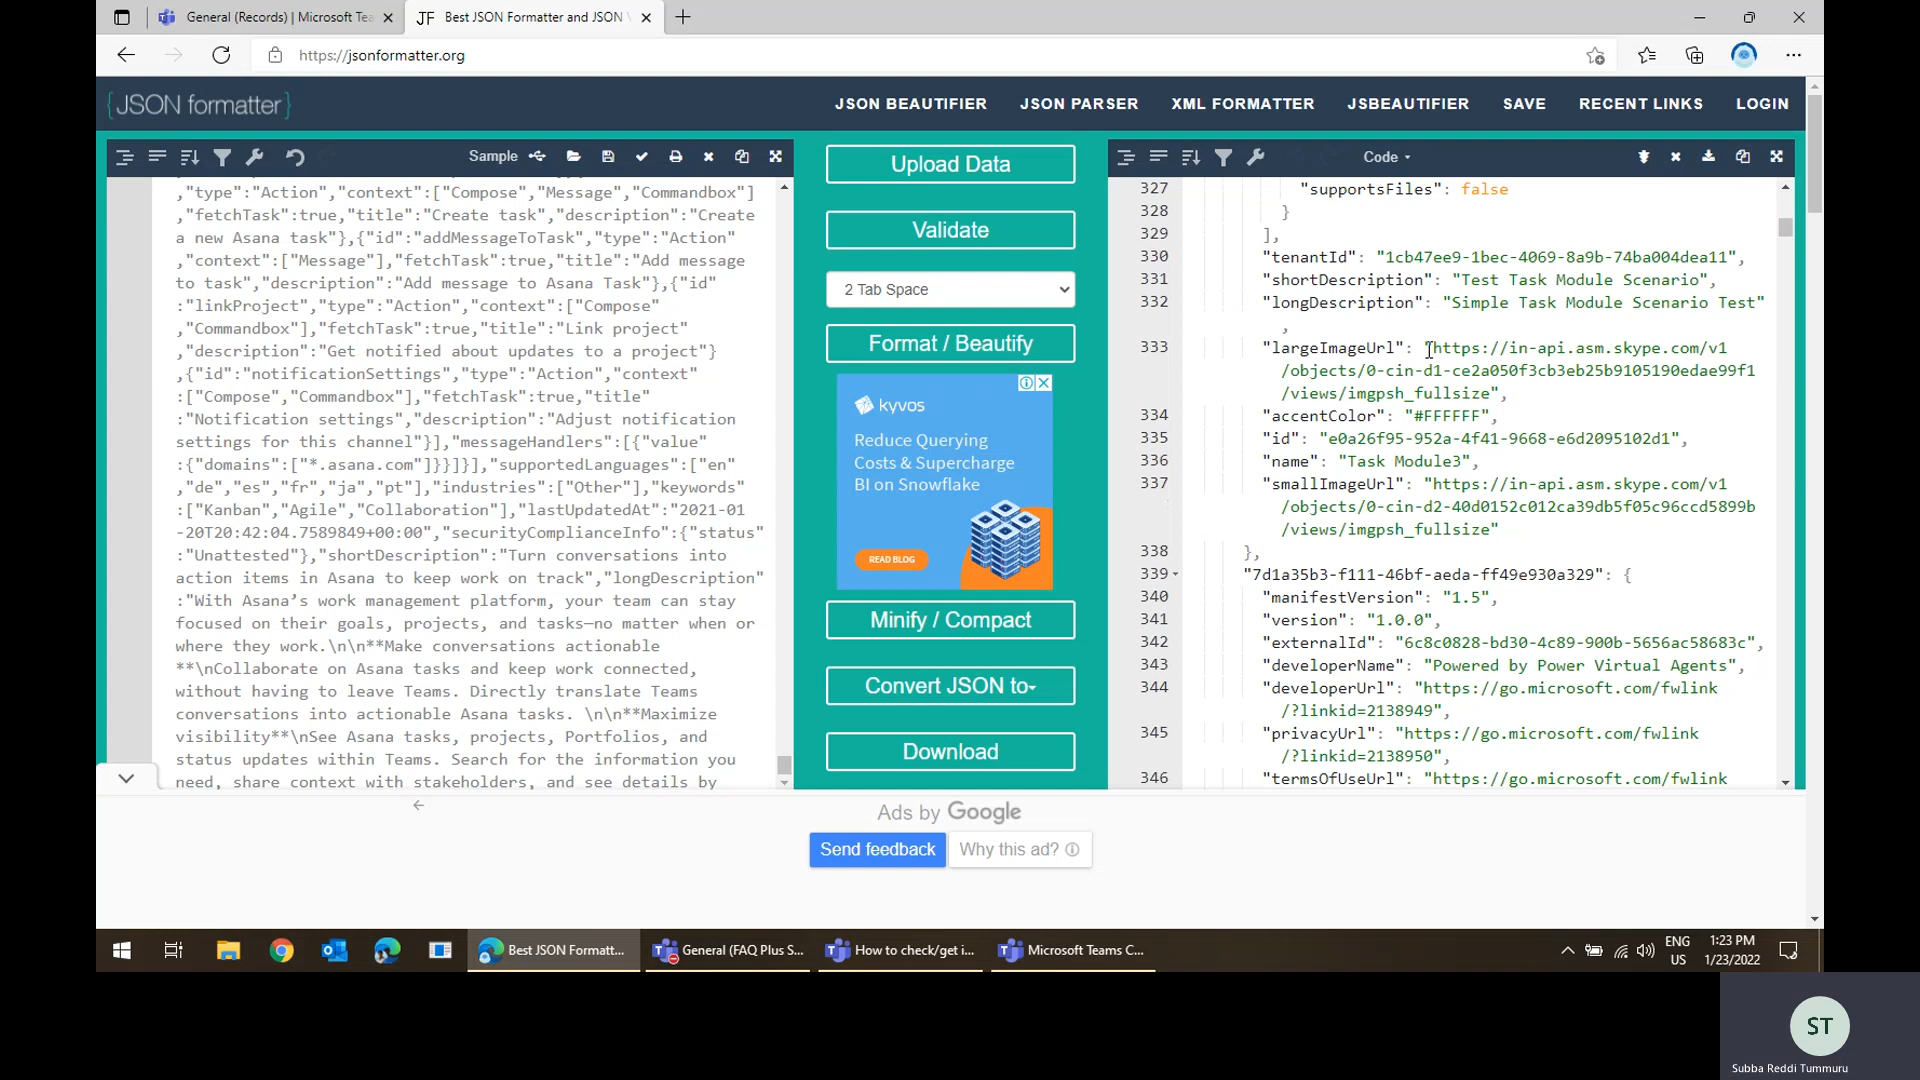 General (Records) | Microsoft Tea
JF Best JSON Formatter and JSON V
https://jsonformatter.org
{JSON formatter}
JSON BEAUTIFIER JSON PARSER XML FORMATTER JSBEAUTIFIER SAVE RECENT LINKS LOGIN
Sample
,"type":"Action","context":["Compose","Message","Commandbox"]
,"fetchTask":true,"title":"Create task","description":"Create
a new Asana task"},{"id":"addMessageToTask","type":"Action"
,"context":["Message"],"fetchTask":true,"title":"Add message
to task","description":"Add message to Asana Task"},{"id"
:"linkProject","type":"Action","context":["Compose"
,"Commandbox"],"fetchTask":true,"title":"Link project"
,"description":"Get notified about updates to a project"}
,{"id":"notificationSettings","type":"Action","context"
:["Compose","Commandbox"],"fetchTask":true,"title"
:"Notification settings","description":"Adjust notification
settings for this channel"}],"messageHandlers":[{"value"
:{"domains":["*.asana.com"]}}]}],"supportedLanguages":["en"
,"de","es","fr","ja","pt"],"industries":["Other"],"keywords"
:["Kanban","Agile","Collaboration"],"lastUpdatedAt":"2021-01
-20T20:42:04.7589849+00:00","securityComplianceInfo":{"status"
:"Unattested"},"shortDescription":"Turn conversations into
action items in Asana to keep work on track","longDescription"
:"With Asana’s work management platform, your team can stay
focused on their goals, projects, and tasks—no matter when or
where they work.\n\n**Make conversations actionable
**\nCollaborate on Asana tasks and keep work connected,
without having to leave Teams. Directly translate Teams
conversations into actionable Asana tasks. \n\n**Maximize
visibility**\nSee Asana tasks, projects, Portfolios, and
status updates within Teams. Search for the information you
need, share context with stakeholders, and see details by
Upload Data
Validate
2 Tab Space
Format / Beautify
kyvos
Reduce Querying
Costs & Supercharge
BI on Snowflake
READ BLOG
Minify / Compact
Convert JSON to
Download
Code
327 "supportsFiles": false
328 }
329 ],
330 "tenantId": "1cb47ee9-1bec-4069-8a9b-74ba004dea11",
331 "shortDescription": "Test Task Module Scenario",
332 "longDescription": "Simple Task Module Scenario Test"
,
333 "largeImageUrl": "https://in-api.asm.skype.com/v1
/objects/0-cin-d1-ce2a050f3cb3eb25b9105190edae99f1
/views/imgpsh_fullsize",
334 "accentColor": "#FFFFFF",
335 "id": "e0a26f95-952a-4f41-9668-e6d2095102d1",
336 "name": "Task Module3",
337 "smallImageUrl": "https://in-api.asm.skype.com/v1
/objects/0-cin-d2-40d0152c012ca39db5f05c96ccd5899b
/views/imgpsh_fullsize"
338 },
339 "7d1a35b3-f111-46bf-aeda-ff49e930a329": {
340 "manifestVersion": "1.5",
341 "version": "1.0.0",
342 "externalId": "6c8c0828-bd30-4c89-900b-5656ac58683c",
343 "developerName": "Powered by Power Virtual Agents",
344 "developerUrl": "https://go.microsoft.com/fwlink
/?linkid=2138949",
345 "privacyUrl": "https://go.microsoft.com/fwlink
/?linkid=2138950",
346 "termsOfUseUrl": "https://go.microsoft.com/fwlink
Ads by Google
Send feedback Why this ad?
Best JSON Formatt...
General (FAQ Plus S...
How to check/get i...
Microsoft Teams C...
ENG
US
1:23 PM
1/23/2022
ST
Subba Reddi Tummuru